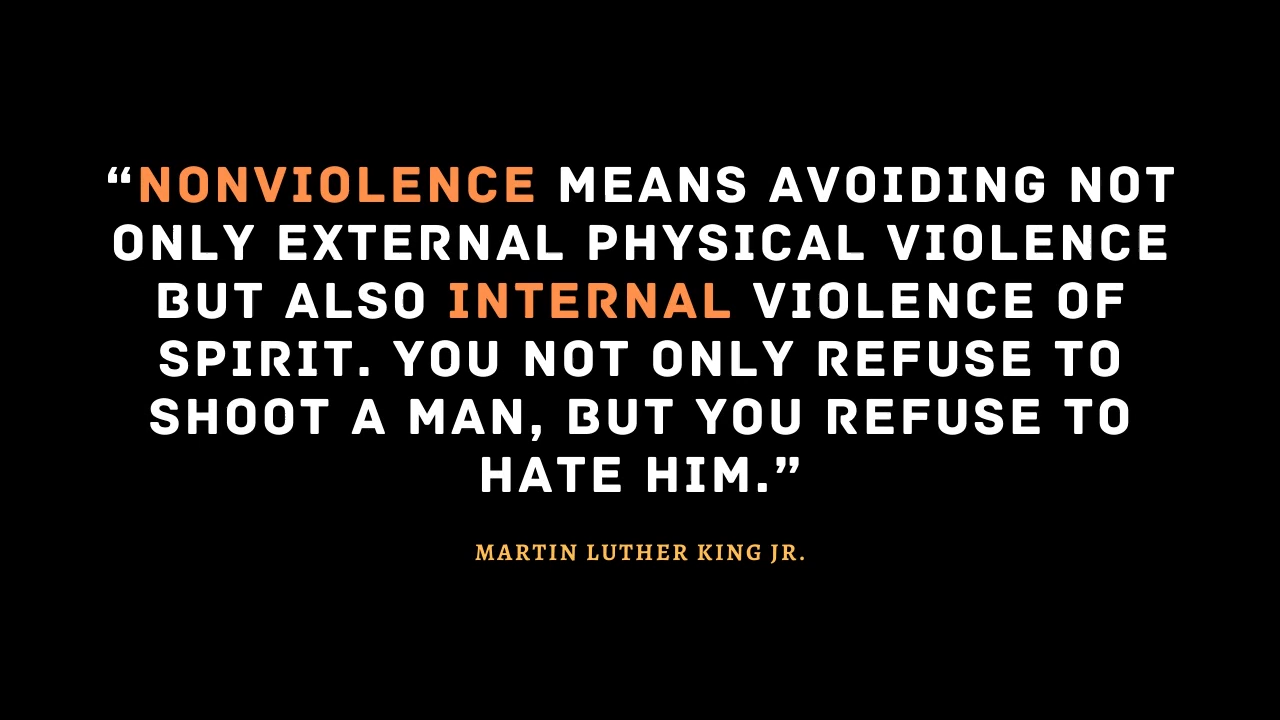 “NONVIOLENCE MEANS AVOIDING NOT
ONLY EXTERNAL PHYSICAL VIOLENCE
BUT ALSO INTERNAL VIOLENCE OF
SPIRIT. YOU NOT ONLY REFUSE TO
SHOOT A MAN, BUT YOU REFUSE TO
HATE HIM.”
MARTIN LUTHER KING JR.